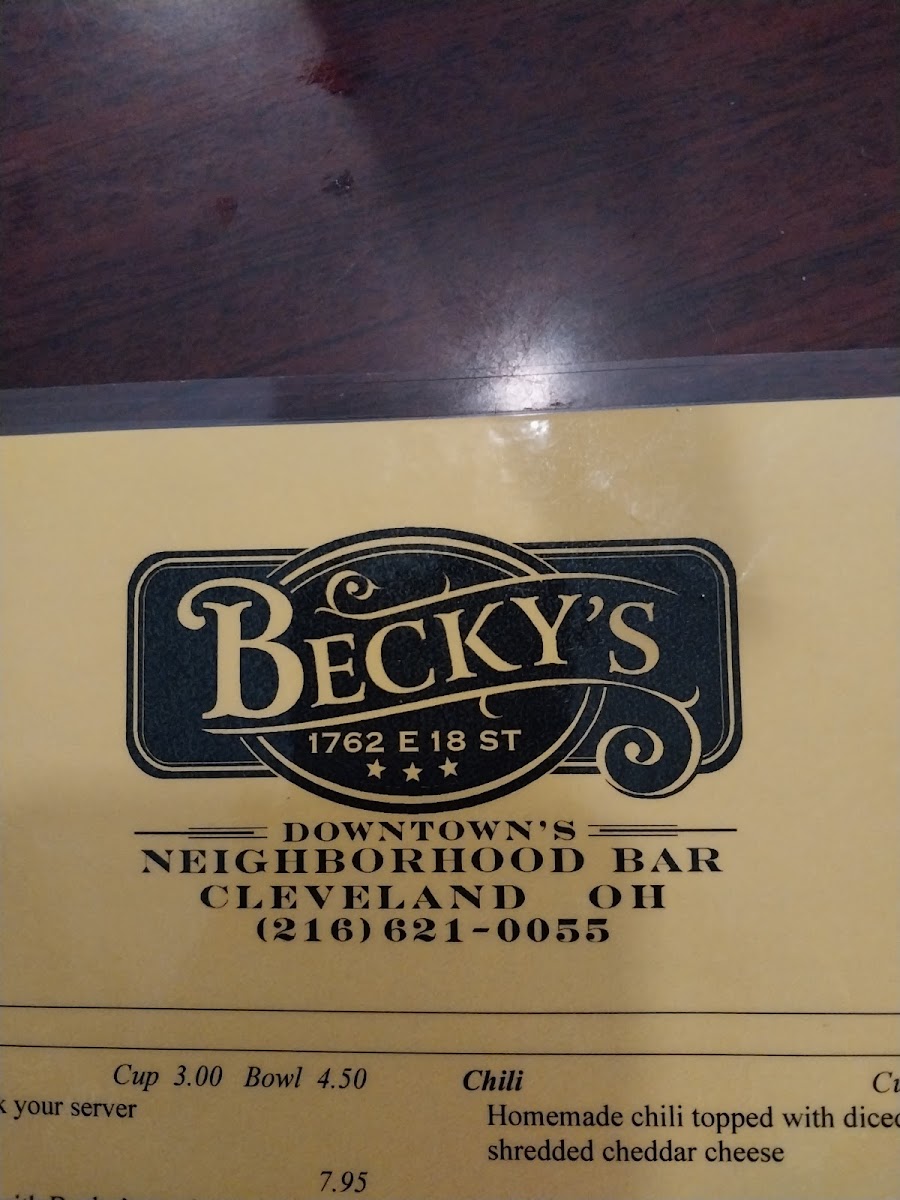 BECKY'S
1762 E 18 ST
DOWNTOWN'S
NEIGHBORHOOD BAR
CLEVELAND OH
(216) 621-0055
Cup 3.00 Bowl 4.50
your server
7.95
Chili
Homemade chili topped with diced
shredded cheddar cheese